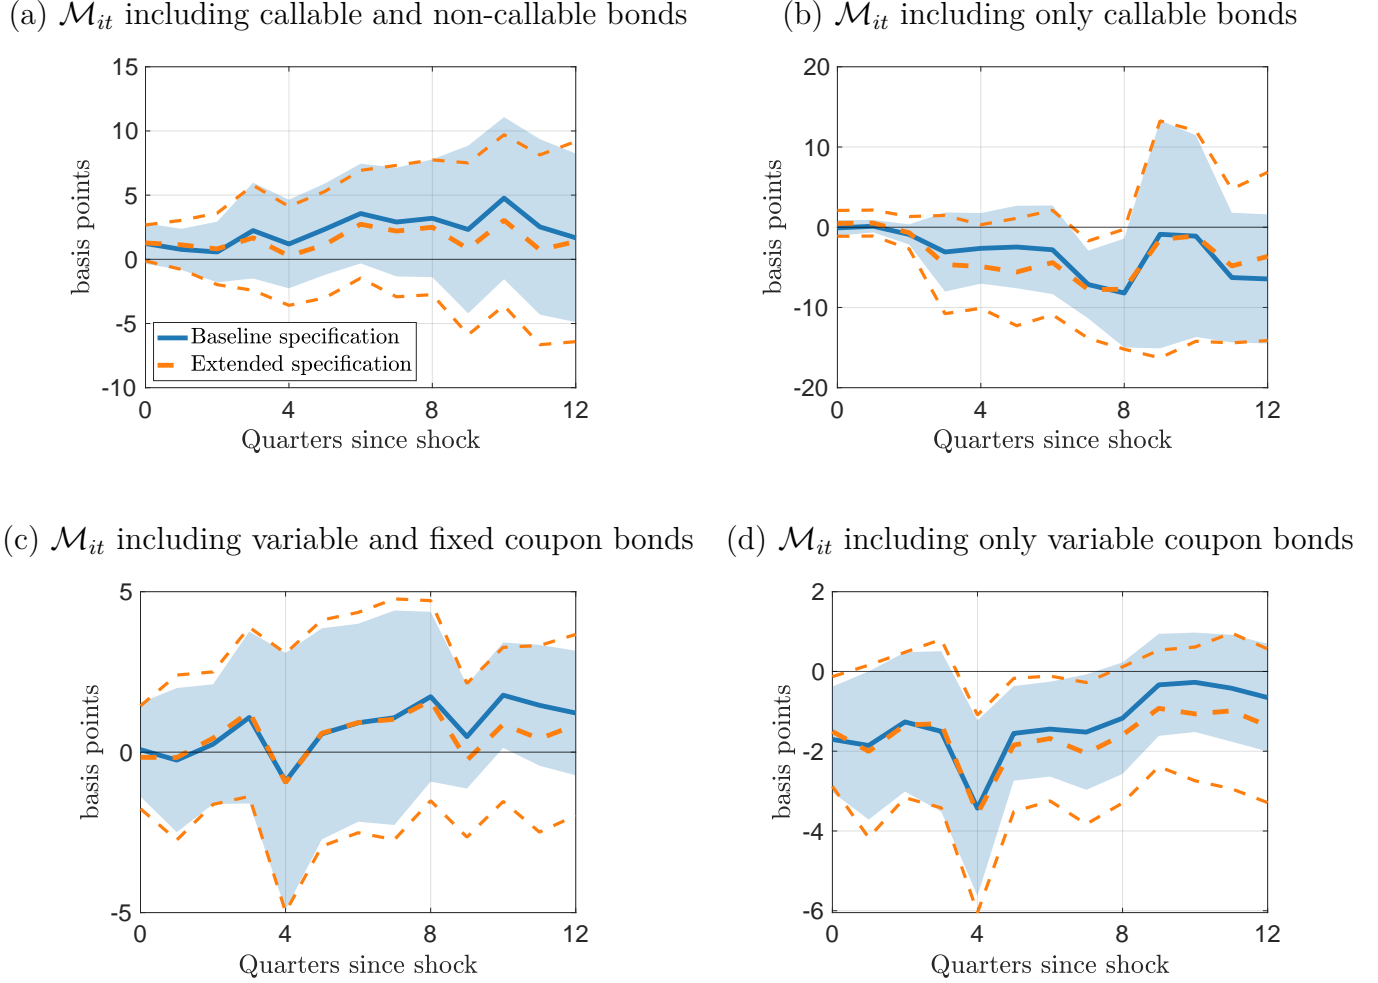 (a) 𝓜ᵢₜ including callable and non-callable bonds
15
10
5
0
-5
-10
basis points
Baseline specification
Extended specification
0 4 8 12
Quarters since shock
(b) 𝓜ᵢₜ including only callable bonds
20
10
0
-10
-20
basis points
0 4 8 12
Quarters since shock
(c) 𝓜ᵢₜ including variable and fixed coupon bonds
5
0
-5
basis points
0 4 8 12
Quarters since shock
(d) 𝓜ᵢₜ including only variable coupon bonds
2
0
-2
-4
-6
basis points
0 4 8 12
Quarters since shock